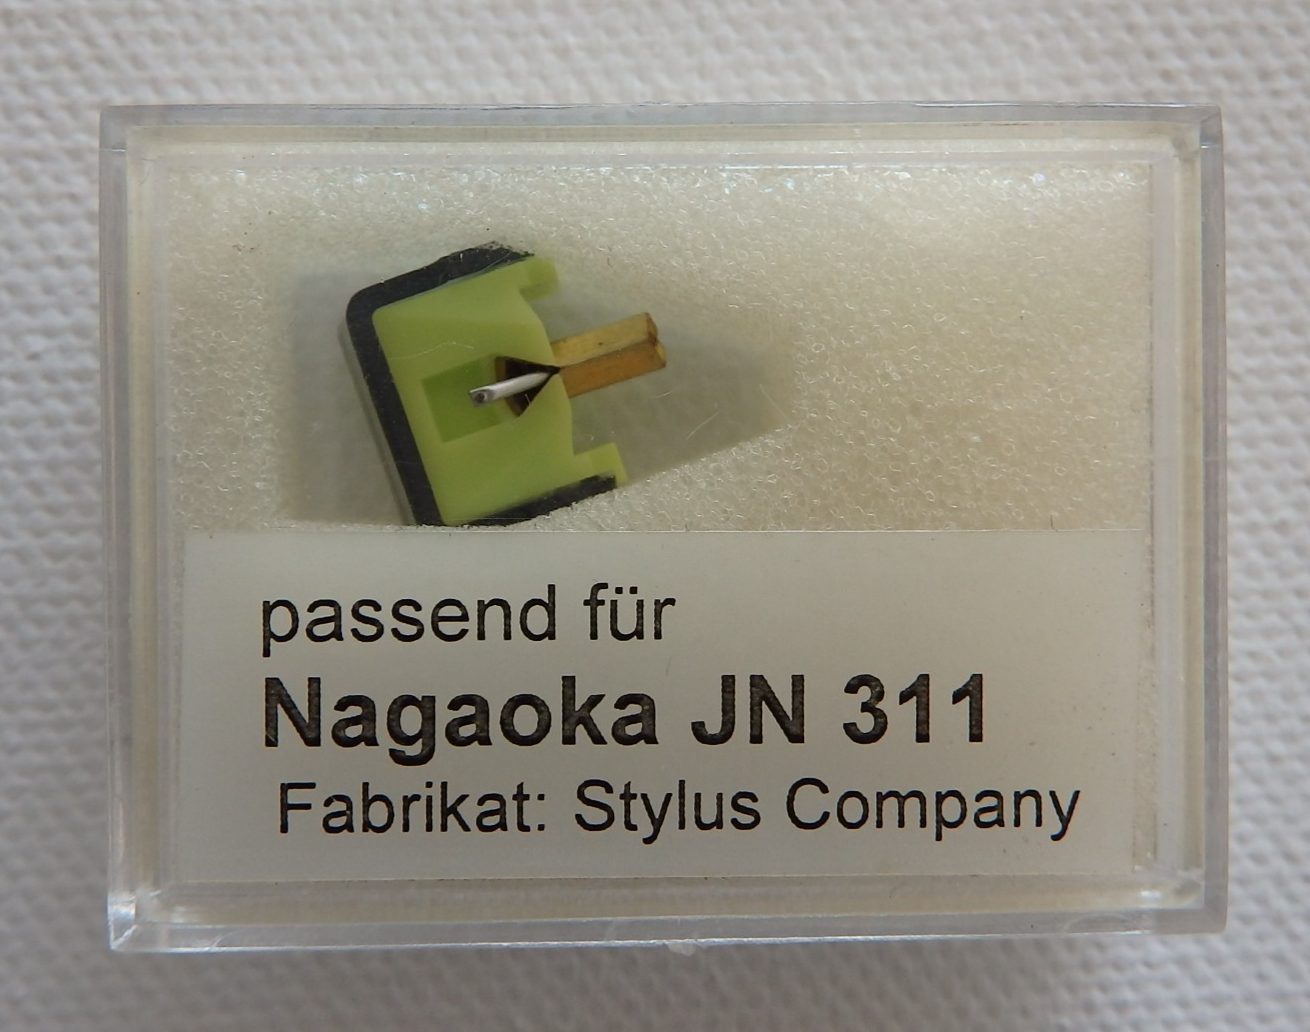 passend für
Nagaoka JN 311
Fabrikat: Stylus Company